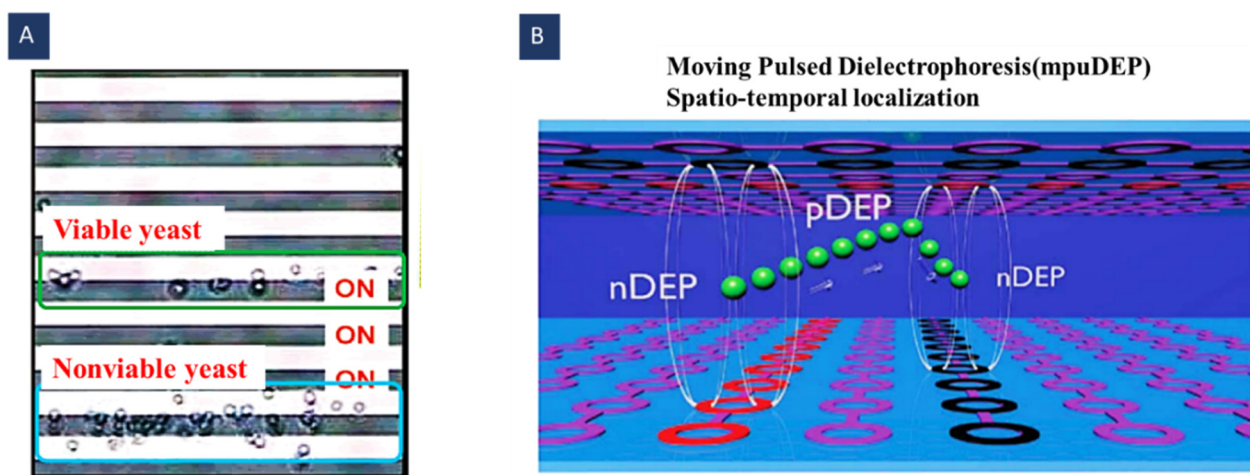 A
Viable yeast
ON
ON
Nonviable yeast
ON
B
Moving Pulsed Dielectrophoresis(mpuDEP)
Spatio-temporal localization
pDEP
nDEP
nDEP